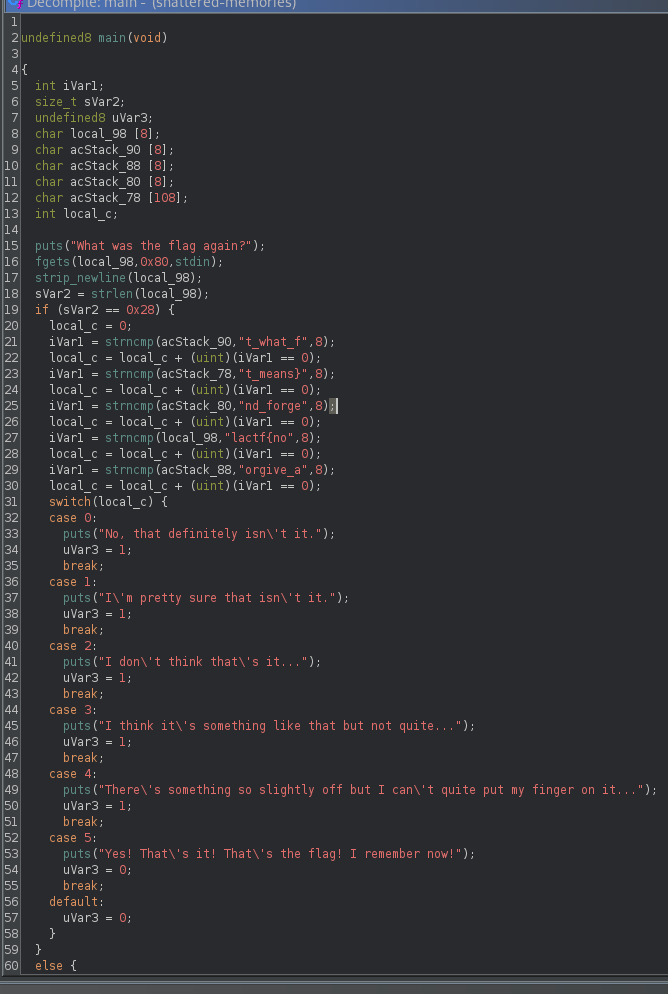 Decompile: main - (shattered-memories)
1
2 undefined8 main(void)
3
4 {
5   int iVar1;
6   size_t sVar2;
7   undefined8 uVar3;
8   char local_98 [8];
9   char acStack_90 [8];
10   char acStack_88 [8];
11   char acStack_80 [8];
12   char acStack_78 [108];
13   int local_c;
14
15   puts("What was the flag again?");
16   fgets(local_98,0x80,stdin);
17   strip_newline(local_98);
18   sVar2 = strlen(local_98);
19   if (sVar2 == 0x28) {
20     local_c = 0;
21     iVar1 = strncmp(acStack_90,"t_what_f",8);
22     local_c = local_c + (uint)(iVar1 == 0);
23     iVar1 = strncmp(acStack_78,"t_means}",8);
24     local_c = local_c + (uint)(iVar1 == 0);
25     iVar1 = strncmp(acStack_80,"nd_forge",8);
26     local_c = local_c + (uint)(iVar1 == 0);
27     iVar1 = strncmp(local_98,"lactf{no",8);
28     local_c = local_c + (uint)(iVar1 == 0);
29     iVar1 = strncmp(acStack_88,"orgive_a",8);
30     local_c = local_c + (uint)(iVar1 == 0);
31     switch(local_c) {
32     case 0:
33       puts("No, that definitely isn\'t it.");
34       uVar3 = 1;
35       break;
36     case 1:
37       puts("I\'m pretty sure that isn\'t it.");
38       uVar3 = 1;
39       break;
40     case 2:
41       puts("I don\'t think that\'s it...");
42       uVar3 = 1;
43       break;
44     case 3:
45       puts("I think it\'s something like that but not quite...");
46       uVar3 = 1;
47       break;
48     case 4:
49       puts("There\'s something so slightly off but I can\'t quite put my finger on it...");
50       uVar3 = 1;
51       break;
52     case 5:
53       puts("Yes! That\'s it! That\'s the flag! I remember now!");
54       uVar3 = 0;
55       break;
56     default:
57       uVar3 = 0;
58     }
59   }
60   else {